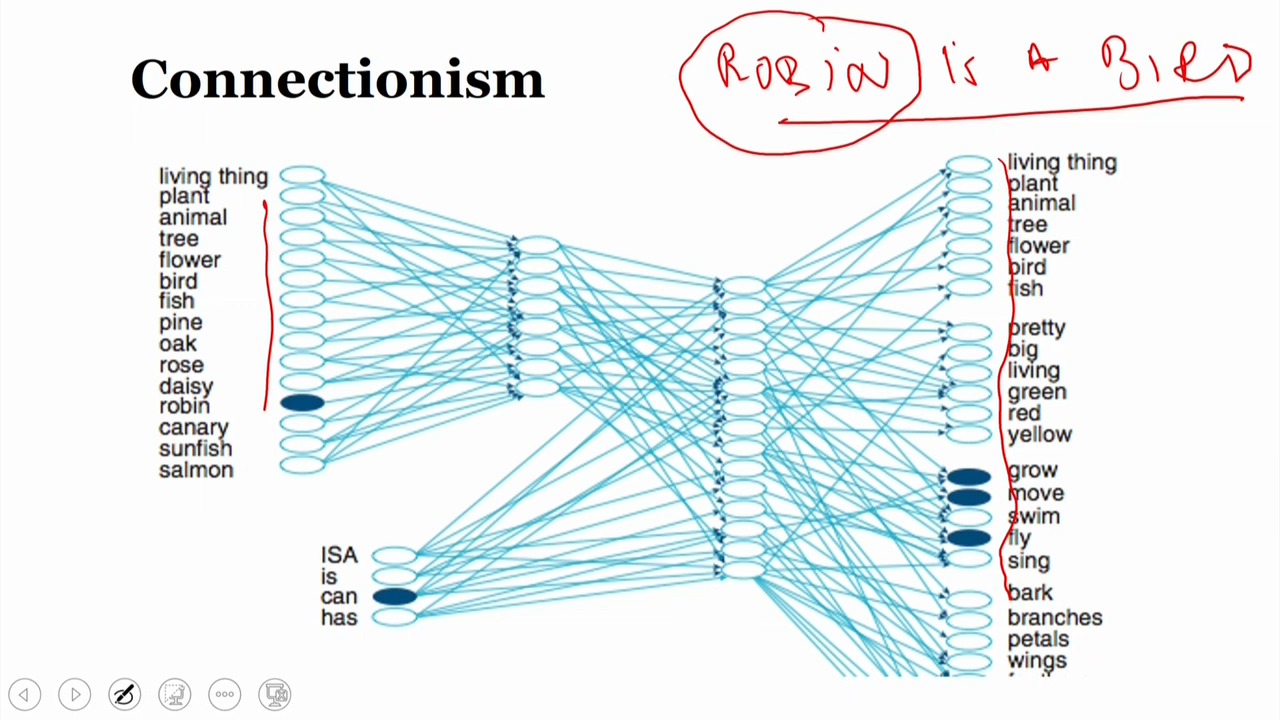 Connectionism
ROBIN is A BIRD
living thing
plant
animal
tree
flower
bird
fish
pine
oak
rose
daisy
robin
canary
sunfish
salmon
ISA
is
can
has
living thing
plant
animal
tree
flower
bird
fish
pretty
big
living
green
red
yellow
grow
move
swim
fly
sing
bark
branches
petals
wings